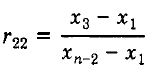 r₂₂ = (x₃ − x₁) / (xₙ₋₂ − x₁)